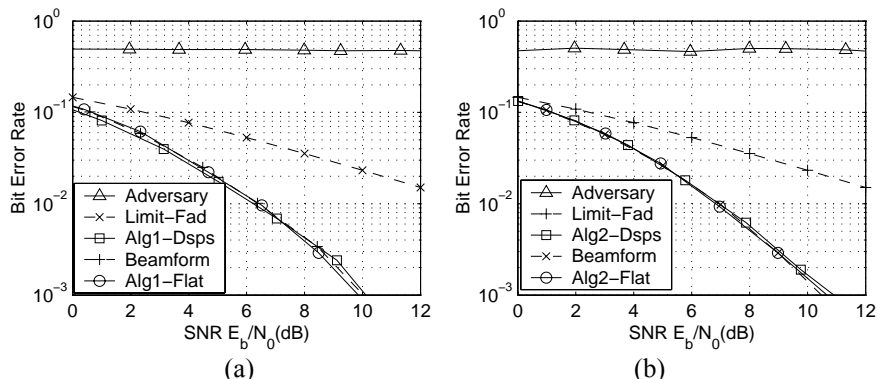 10^0
10^-1
10^-2
10^-3
Bit Error Rate
Adversary
Limit-Fad
Alg1-Dsps
Beamform
Alg1-Flat
0 2 4 6 8 10 12
SNR E_b/N_0(dB)
(a)
10^0
10^-1
10^-2
10^-3
Bit Error Rate
Adversary
Limit-Fad
Alg2-Dsps
Beamform
Alg2-Flat
0 2 4 6 8 10 12
SNR E_b/N_0(dB)
(b)